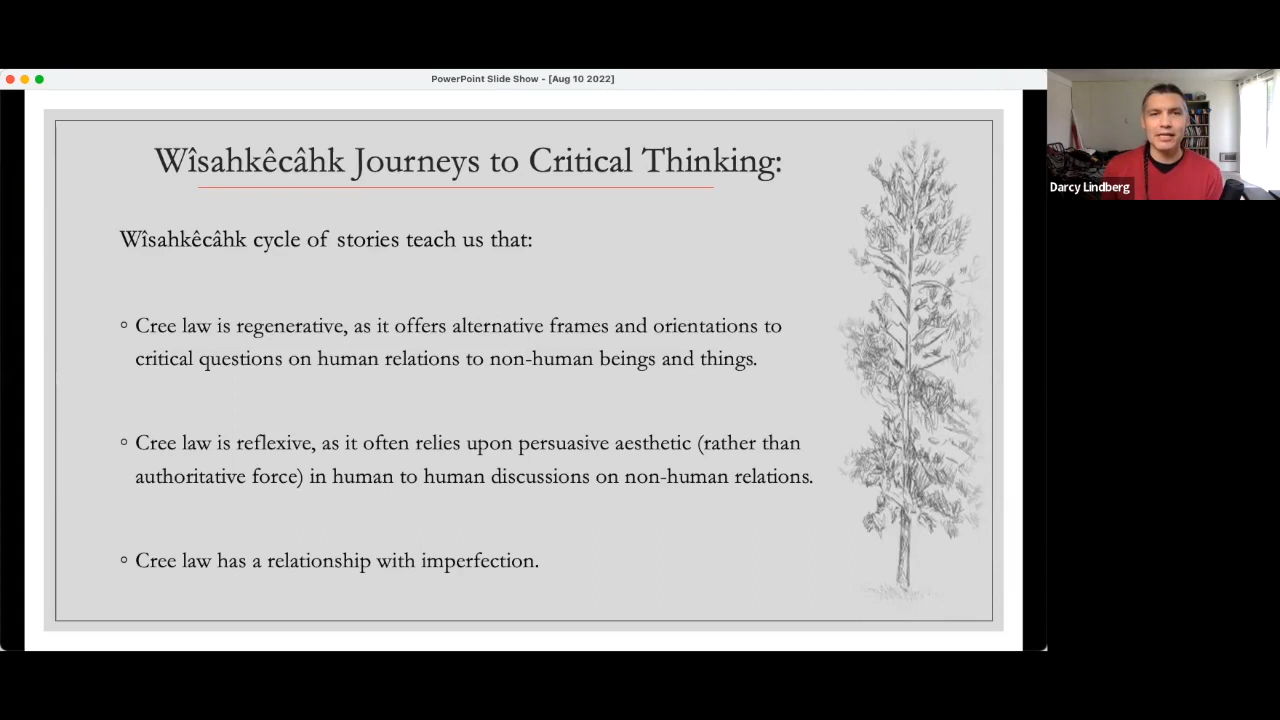 PowerPoint Slide Show - [Aug 10 2022]
Wîsahkêcâhk Journeys to Critical Thinking:
Wîsahkêcâhk cycle of stories teach us that:
◦ Cree law is regenerative, as it offers alternative frames and orientations to
critical questions on human relations to non-human beings and things.
◦ Cree law is reflexive, as it often relies upon persuasive aesthetic (rather than
authoritative force) in human to human discussions on non-human relations.
◦ Cree law has a relationship with imperfection.
Darcy Lindberg